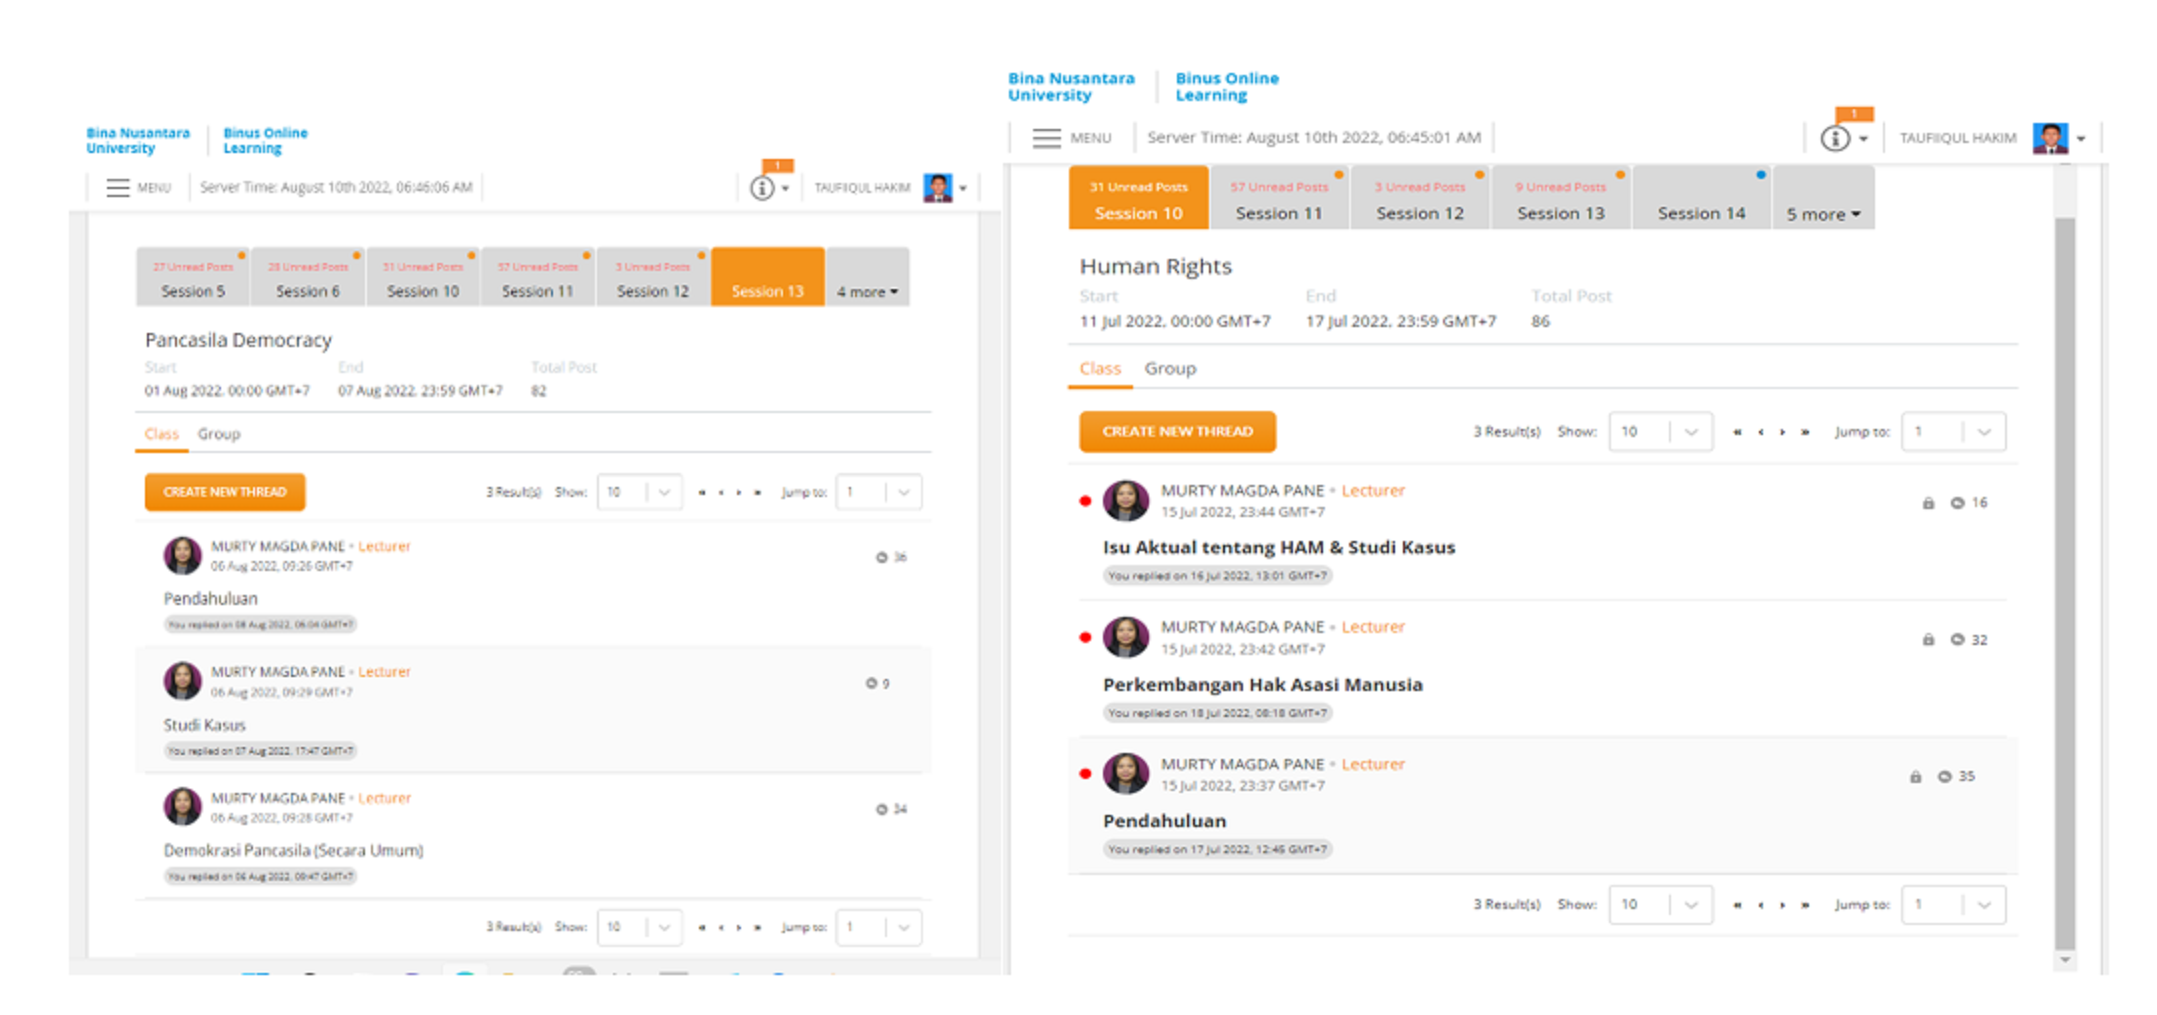 Bina Nusantara
University
Binus Online
Learning
MENU
Server Time: August 10th 2022, 06:46:06 AM
1
TAUFIIQUL HAKIM
27 Unread Posts
Session 5
28 Unread Posts
Session 6
31 Unread Posts
Session 10
57 Unread Posts
Session 11
3 Unread Posts
Session 12
Session 13
4 more
Pancasila Democracy
Start
End
Total Post
01 Aug 2022, 00:00 GMT+7
07 Aug 2022, 23:59 GMT+7
82
Class
Group
CREATE NEW THREAD
3 Result(s)
Show:
10
« ‹ › »
Jump to:
1
MURTY MAGDA PANE • Lecturer
06 Aug 2022, 09:26 GMT+7
36
Pendahuluan
You replied on 08 Aug 2022, 06:04 GMT+7
MURTY MAGDA PANE • Lecturer
06 Aug 2022, 09:29 GMT+7
9
Studi Kasus
You replied on 07 Aug 2022, 17:47 GMT+7
MURTY MAGDA PANE • Lecturer
06 Aug 2022, 09:28 GMT+7
34
Demokrasi Pancasila (Secara Umum)
You replied on 06 Aug 2022, 09:47 GMT+7
3 Result(s)
Show:
10
« ‹ › »
Jump to:
1
Bina Nusantara
University
Binus Online
Learning
MENU
Server Time: August 10th 2022, 06:45:01 AM
1
TAUFIIQUL HAKIM
31 Unread Posts
Session 10
57 Unread Posts
Session 11
3 Unread Posts
Session 12
9 Unread Posts
Session 13
Session 14
5 more
Human Rights
Start
End
Total Post
11 Jul 2022, 00:00 GMT+7
17 Jul 2022, 23:59 GMT+7
86
Class
Group
CREATE NEW THREAD
3 Result(s)
Show:
10
« ‹ › »
Jump to:
1
MURTY MAGDA PANE • Lecturer
15 Jul 2022, 23:44 GMT+7
16
Isu Aktual tentang HAM & Studi Kasus
You replied on 16 Jul 2022, 13:01 GMT+7
MURTY MAGDA PANE • Lecturer
15 Jul 2022, 23:42 GMT+7
32
Perkembangan Hak Asasi Manusia
You replied on 18 Jul 2022, 08:18 GMT+7
MURTY MAGDA PANE • Lecturer
15 Jul 2022, 23:37 GMT+7
35
Pendahuluan
You replied on 17 Jul 2022, 12:45 GMT+7
3 Result(s)
Show:
10
« ‹ › »
Jump to:
1